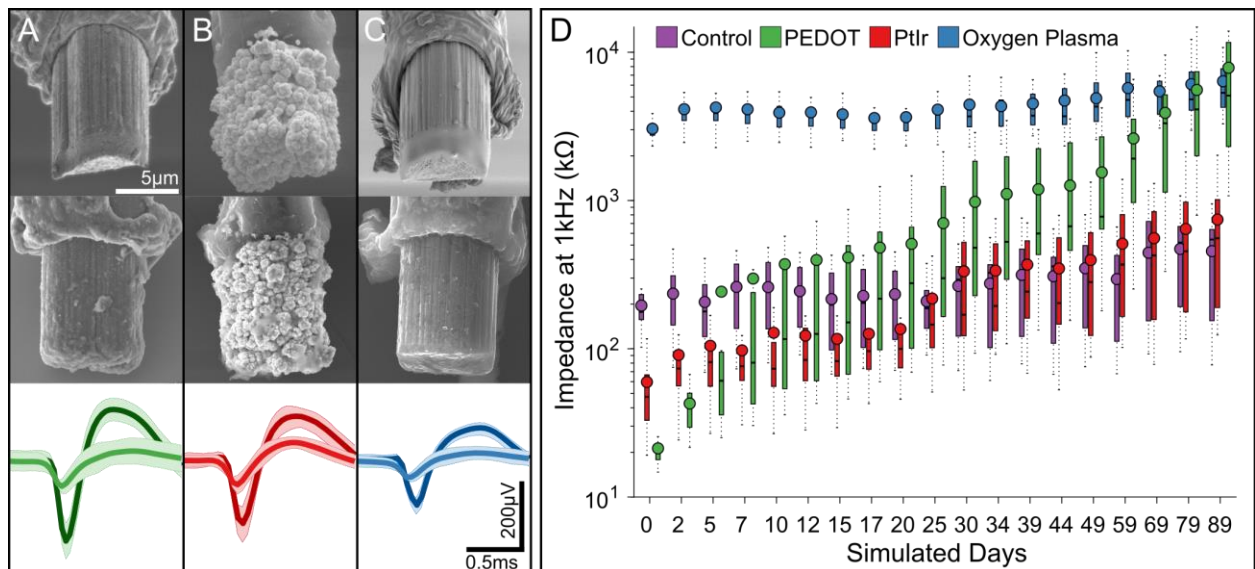 A
B
C
5µm
200µV
0.5ms
D
Control PEDOT PtIr Oxygen Plasma
10⁴
10³
10²
10¹
Impedance at 1kHz (kΩ)
0 2 5 7 10 12 15 17 20 25 30 34 39 44 49 59 69 79 89
Simulated Days